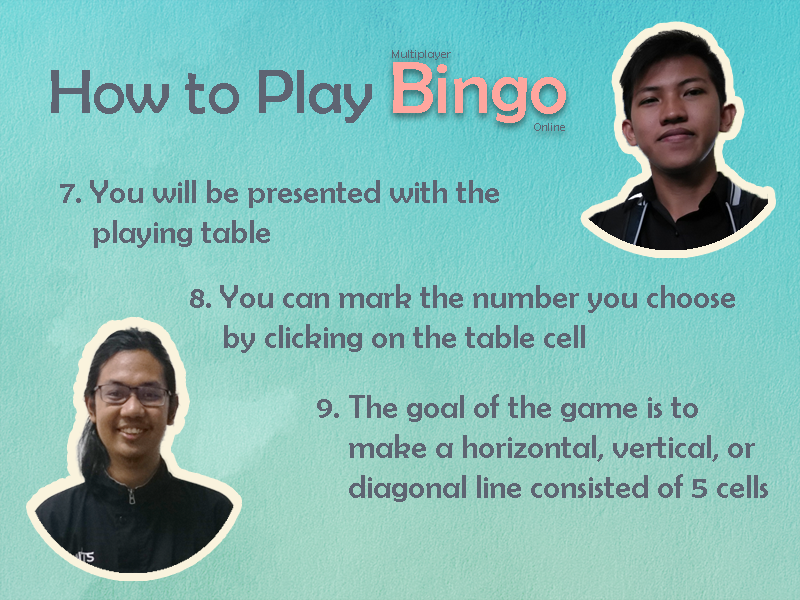 Multiplayer
How to Play Bingo
Online
7. You will be presented with the
playing table
8. You can mark the number you choose
by clicking on the table cell
9. The goal of the game is to
make a horizontal, vertical, or
diagonal line consisted of 5 cells
ITS